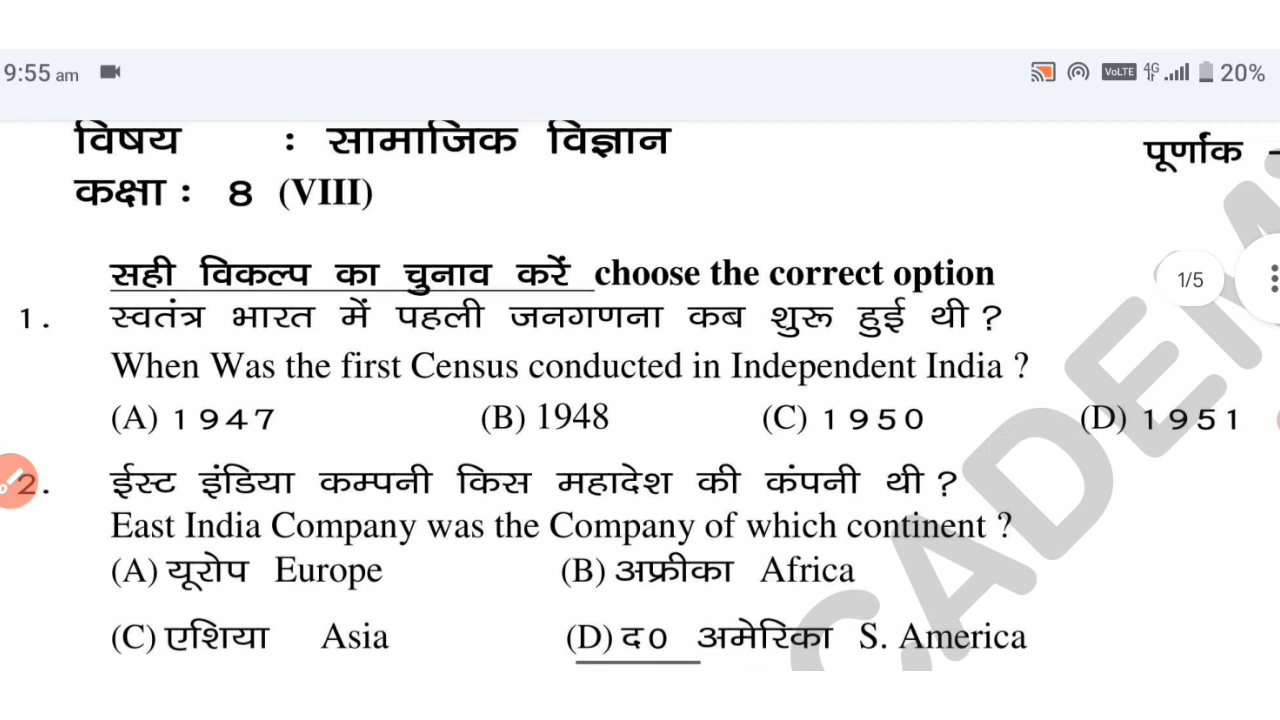 9:55 am VoLTE 4G 20%
विषय : सामाजिक विज्ञान
पूर्णांक -
कक्षा : 8 (VIII)
सही विकल्प का चुनाव करें choose the correct option
1/5
1. स्वतंत्र भारत में पहली जनगणना कब शुरू हुई थी ?
When Was the first Census conducted in Independent India ?
(A) 1947 (B) 1948 (C) 1950 (D) 1951
2. ईस्ट इंडिया कम्पनी किस महादेश की कंपनी थी ?
East India Company was the Company of which continent ?
(A) यूरोप Europe (B) अफ्रीका Africa
(C) एशिया Asia (D) द0 अमेरिका S. America